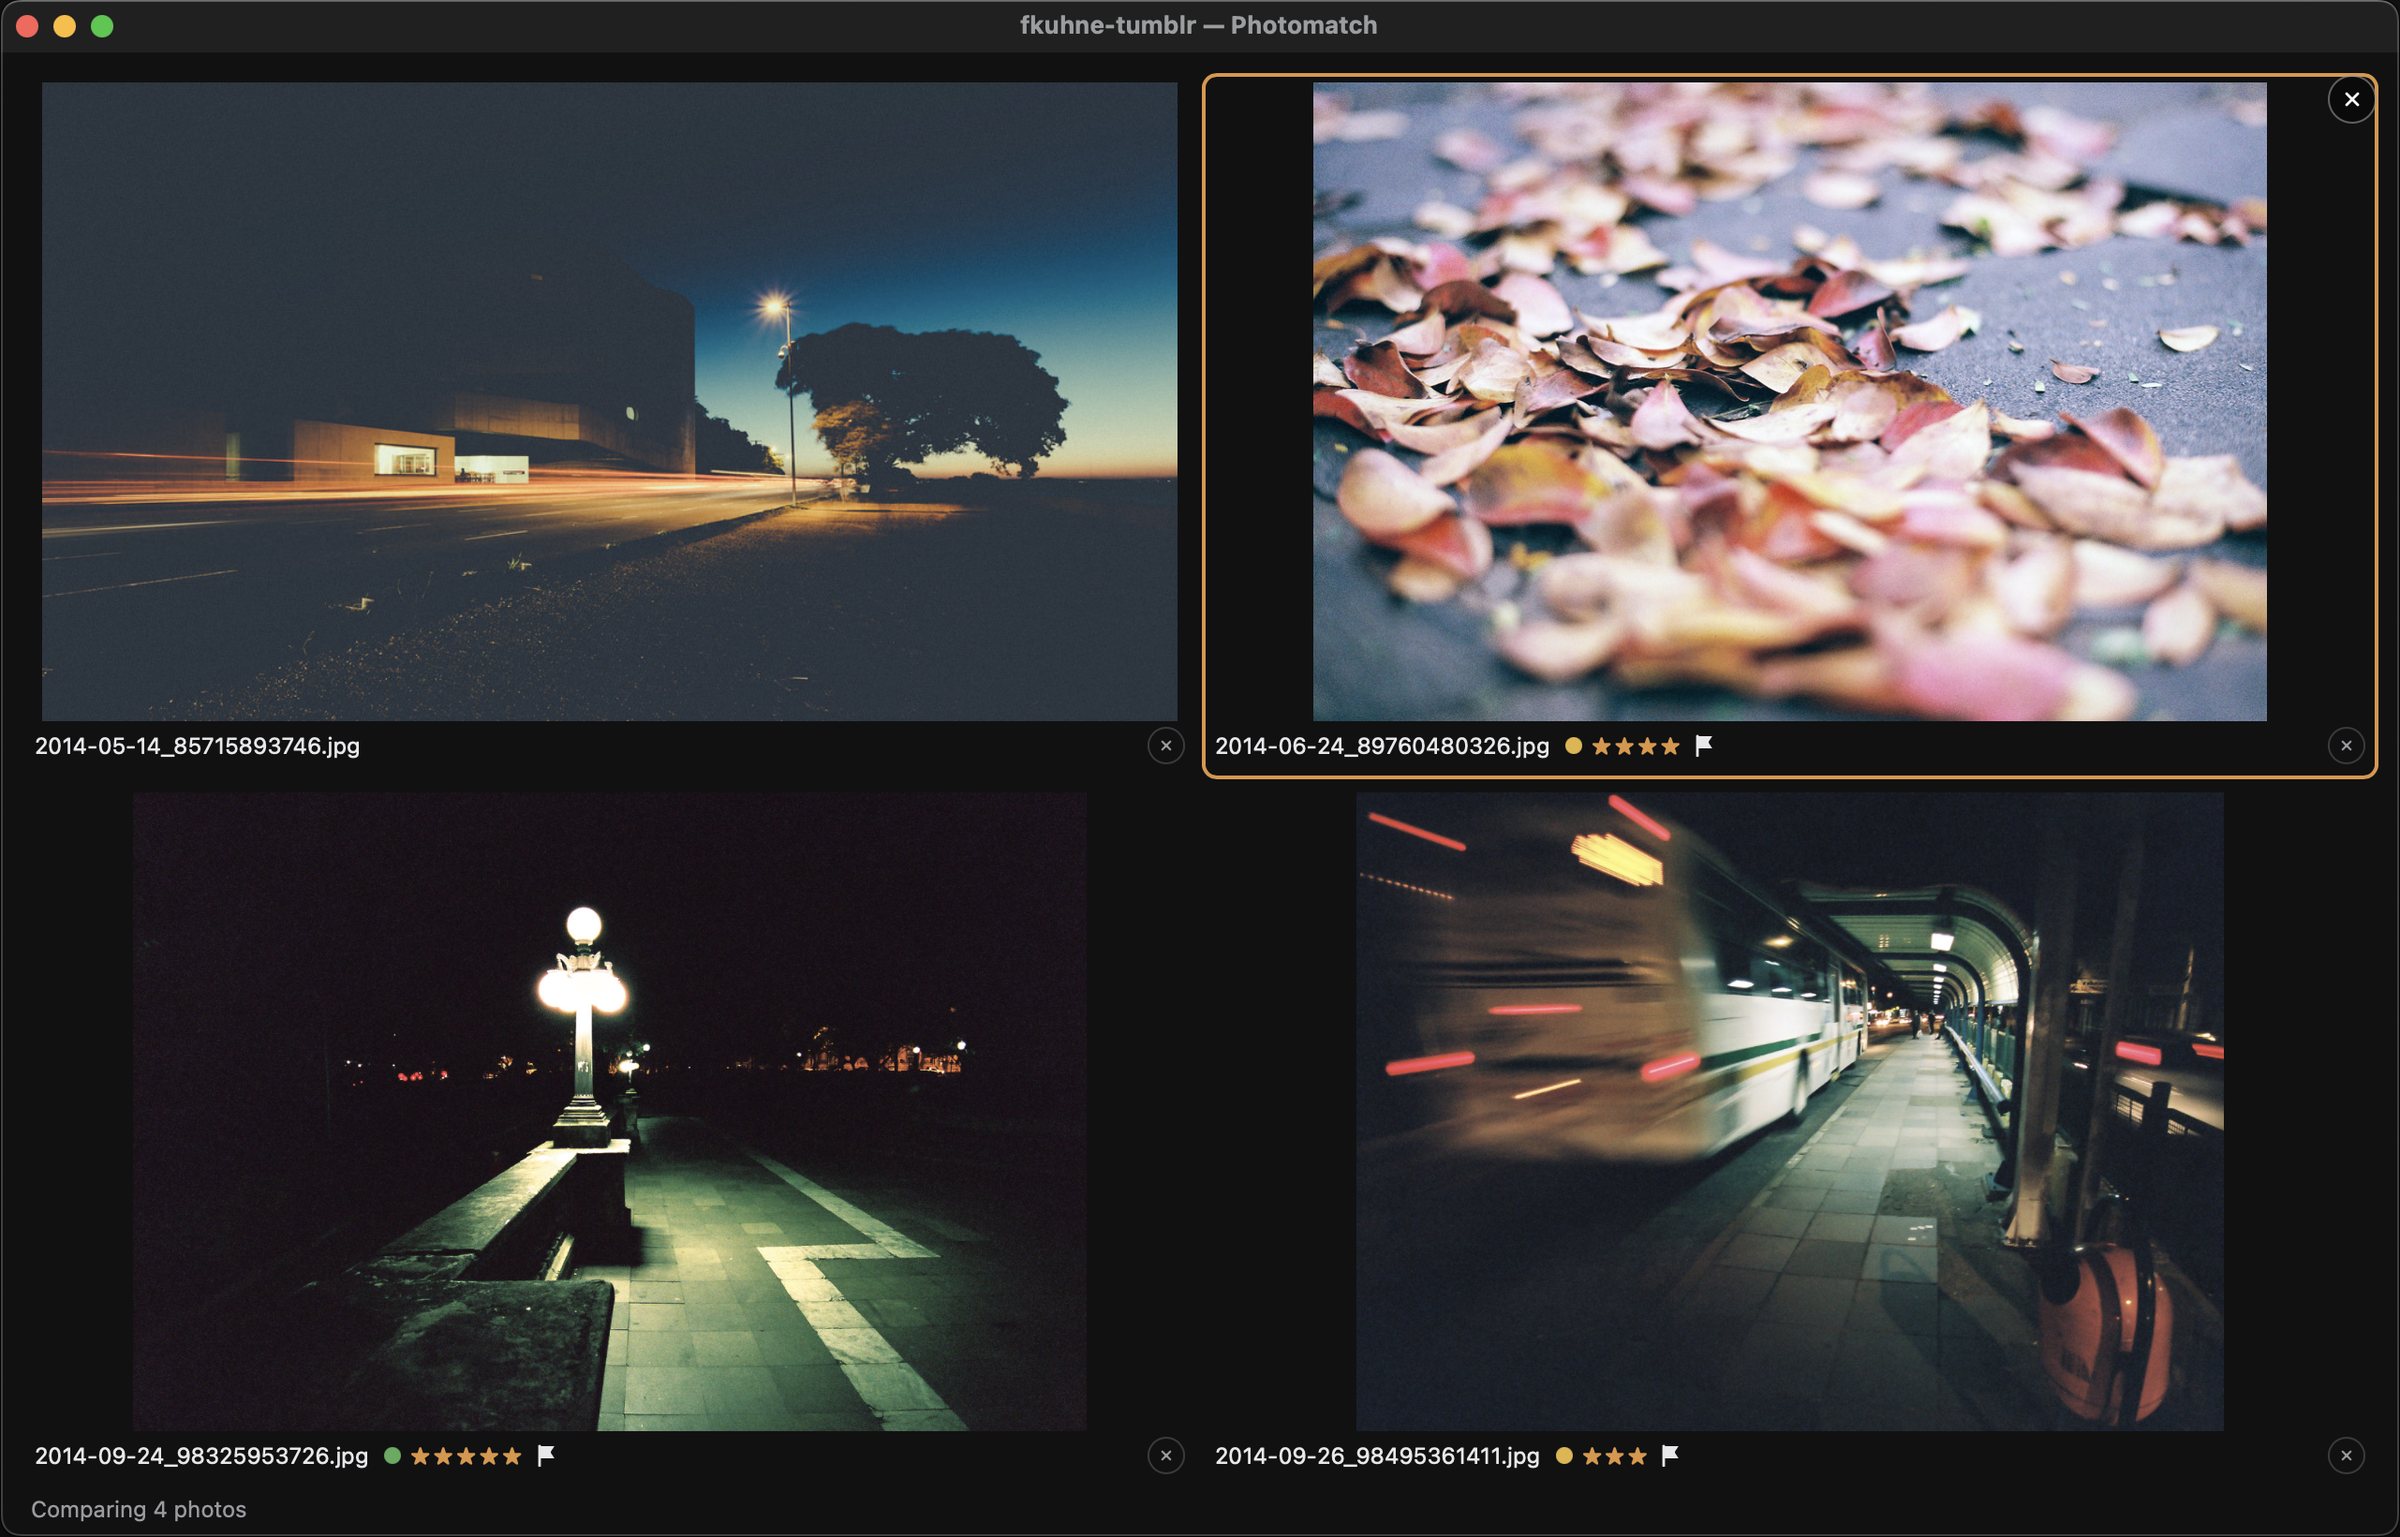 fkuhne-tumblr — Photomatch
2014-05-14_85715893746.jpg
2014-06-24_89760480326.jpg
2014-09-24_98325953726.jpg
2014-09-26_98495361411.jpg
Comparing 4 photos